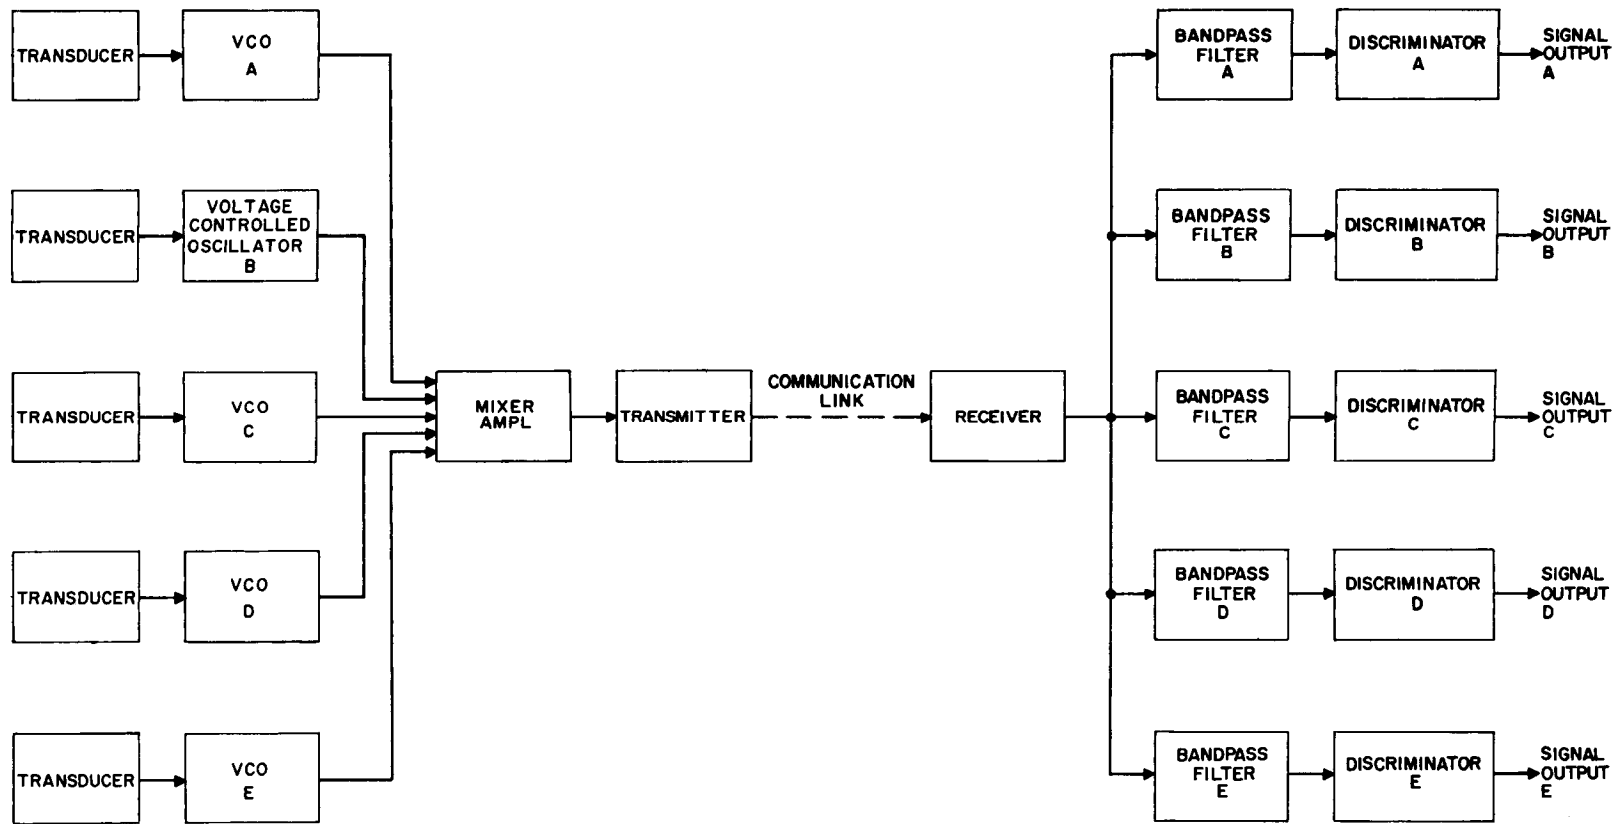 TRANSDUCER
VCO
A
BANDPASS
FILTER
A
DISCRIMINATOR
A
SIGNAL
OUTPUT
A
TRANSDUCER
VOLTAGE
CONTROLLED
OSCILLATOR
B
BANDPASS
FILTER
B
DISCRIMINATOR
B
SIGNAL
OUTPUT
B
TRANSDUCER
VCO
C
MIXER
AMPL
TRANSMITTER
COMMUNICATION
LINK
RECEIVER
BANDPASS
FILTER
C
DISCRIMINATOR
C
SIGNAL
OUTPUT
C
TRANSDUCER
VCO
D
BANDPASS
FILTER
D
DISCRIMINATOR
D
SIGNAL
OUTPUT
D
TRANSDUCER
VCO
E
BANDPASS
FILTER
E
DISCRIMINATOR
E
SIGNAL
OUTPUT
E